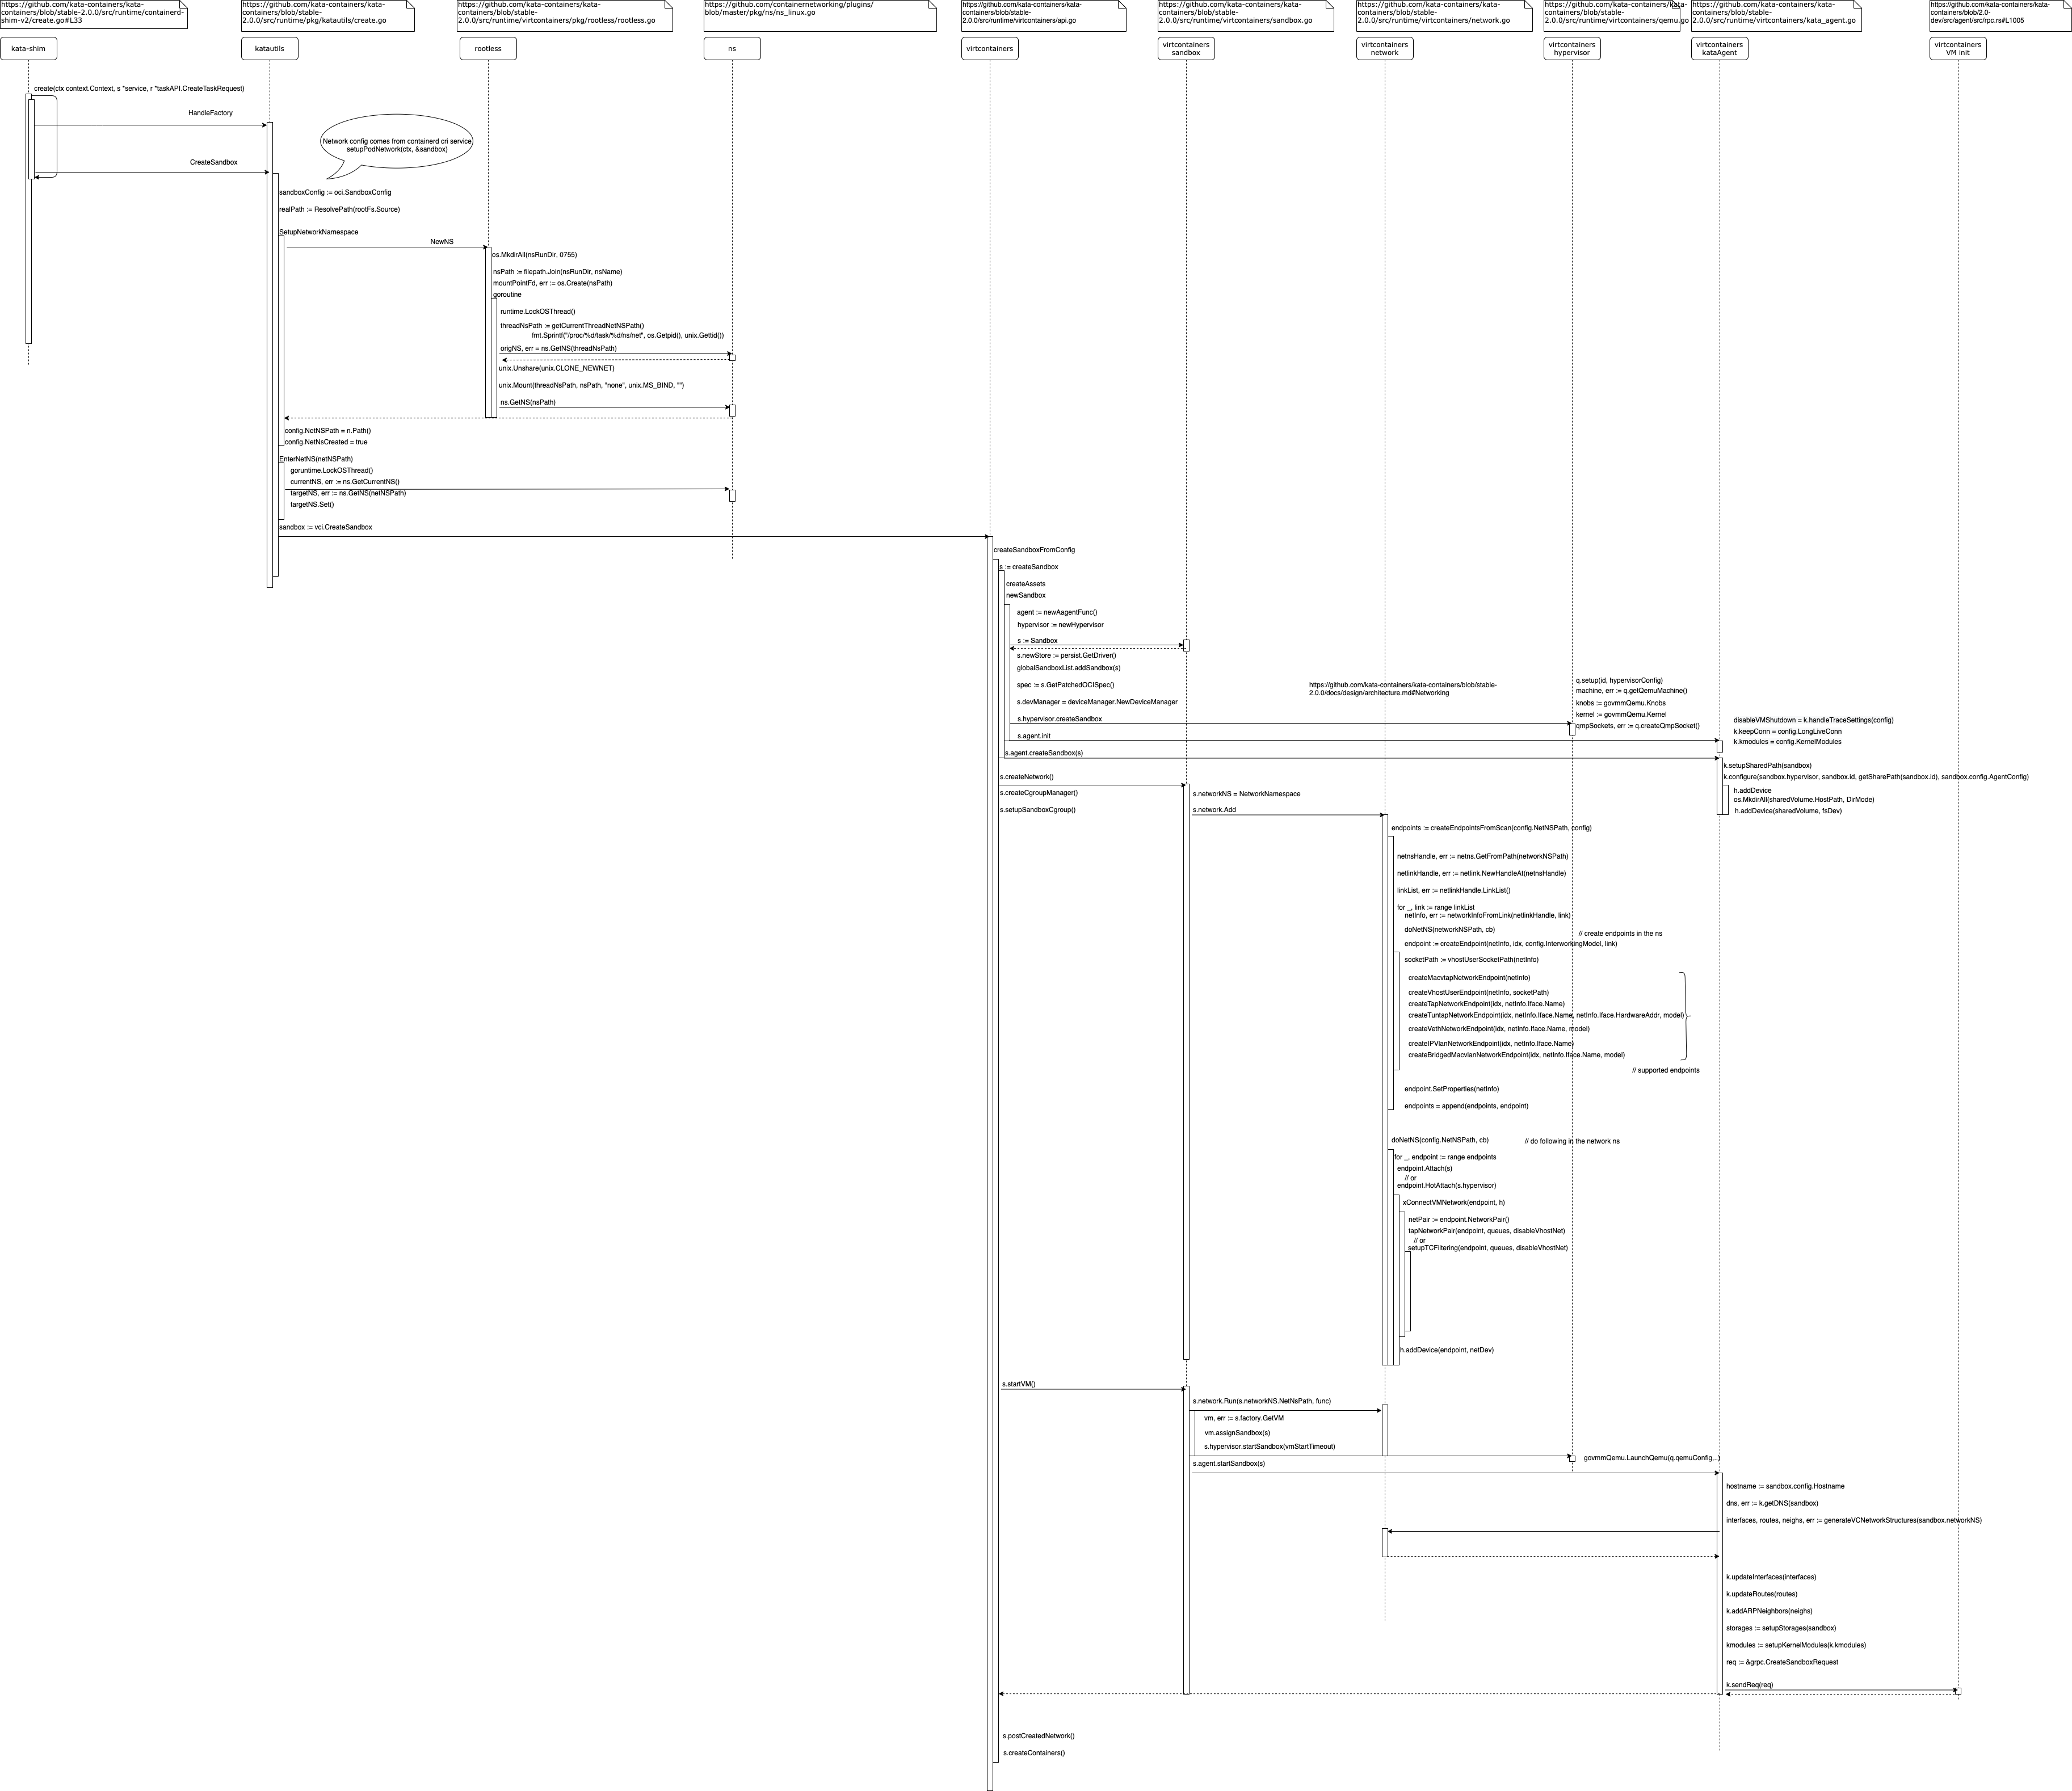 https://github.com/kata-containers/kata-
containers/blob/stable-2.0.0/src/runtime/containerd-
shim-v2/create.go#L33
https://github.com/kata-containers/kata-
containers/blob/stable-
2.0.0/src/runtime/pkg/katautils/create.go
https://github.com/kata-containers/kata-
containers/blob/stable-
2.0.0/src/runtime/virtcontainers/pkg/rootless/rootless.go
https://github.com/containernetworking/plugins/
blob/master/pkg/ns/ns_linux.go
https://github.com/kata-containers/kata-
containers/blob/stable-
2.0.0/src/runtime/virtcontainers/api.go
https://github.com/kata-containers/kata-
containers/blob/stable-
2.0.0/src/runtime/virtcontainers/sandbox.go
https://github.com/kata-containers/kata-
containers/blob/stable-
2.0.0/src/runtime/virtcontainers/network.go
https://github.com/kata-containers/kata-
containers/blob/stable-
2.0.0/src/runtime/virtcontainers/qemu.go
https://github.com/kata-containers/kata-
containers/blob/stable-
2.0.0/src/runtime/virtcontainers/kata_agent.go
https://github.com/kata-containers/kata-
containers/blob/2.0-
dev/src/agent/src/rpc.rs#L1005
kata-shim
katautils
rootless
ns
virtcontainers
virtcontainers
sandbox
virtcontainers
network
virtcontainers
hypervisor
virtcontainers
kataAgent
virtcontainers
VM init
create(ctx context.Context, s *service, r *taskAPI.CreateTaskRequest)
HandleFactory
Network config comes from containerd cri service
setupPodNetwork(ctx, &sandbox)
CreateSandbox
sandboxConfig := oci.SandboxConfig
realPath := ResolvePath(rootFs.Source)
SetupNetworkNamespace
NewNS
os.MkdirAll(nsRunDir, 0755)
nsPath := filepath.Join(nsRunDir, nsName)
mountPointFd, err := os.Create(nsPath)
goroutine
runtime.LockOSThread()
threadNsPath := getCurrentThreadNetNSPath()
fmt.Sprintf("/proc/%d/task/%d/ns/net", os.Getpid(), unix.Gettid())
origNS, err = ns.GetNS(threadNsPath)
unix.Unshare(unix.CLONE_NEWNET)
unix.Mount(threadNsPath, nsPath, "none", unix.MS_BIND, "")
ns.GetNS(nsPath)
config.NetNSPath = n.Path()
config.NetNsCreated = true
EnterNetNS(netNSPath)
goruntime.LockOSThread()
currentNS, err := ns.GetCurrentNS()
targetNS, err := ns.GetNS(netNSPath)
targetNS.Set()
sandbox := vci.CreateSandbox
createSandboxFromConfig
s := createSandbox
createAssets
newSandbox
agent := newAagentFunc()
hypervisor := newHypervisor
s := Sandbox
s.newStore := persist.GetDriver()
globalSandboxList.addSandbox(s)
spec := s.GetPatchedOCISpec()
s.devManager = deviceManager.NewDeviceManager
s.hypervisor.createSandbox
s.agent.init
s.agent.createSandbox(s)
https://github.com/kata-containers/kata-containers/blob/stable-
2.0.0/docs/design/architecture.md#Networking
q.setup(id, hypervisorConfig)
machine, err := q.getQemuMachine()
knobs := govmmQemu.Knobs
kernel := govmmQemu.Kernel
qmpSockets, err := q.createQmpSocket()
disableVMShutdown = k.handleTraceSettings(config)
k.keepConn = config.LongLiveConn
k.kmodules = config.KernelModules
k.setupSharedPath(sandbox)
k.configure(sandbox.hypervisor, sandbox.id, getSharePath(sandbox.id), sandbox.config.AgentConfig)
h.addDevice
os.MkdirAll(sharedVolume.HostPath, DirMode)
h.addDevice(sharedVolume, fsDev)
s.createNetwork()
s.createCgroupManager()
s.setupSandboxCgroup()
s.networkNS = NetworkNamespace
s.network.Add
endpoints := createEndpointsFromScan(config.NetNSPath, config)
netnsHandle, err := netns.GetFromPath(networkNSPath)
netlinkHandle, err := netlink.NewHandleAt(netnsHandle)
linkList, err := netlinkHandle.LinkList()
for _, link := range linkList
netInfo, err := networkInfoFromLink(netlinkHandle, link)
doNetNS(networkNSPath, cb)
// create endpoints in the ns
endpoint := createEndpoint(netInfo, idx, config.InterworkingModel, link)
socketPath := vhostUserSocketPath(netInfo)
createMacvtapNetworkEndpoint(netInfo)
createVhostUserEndpoint(netInfo, socketPath)
createTapNetworkEndpoint(idx, netInfo.Iface.Name)
createTuntapNetworkEndpoint(idx, netInfo.Iface.Name, netInfo.Iface.HardwareAddr, model)
createVethNetworkEndpoint(idx, netInfo.Iface.Name, model)
createIPVlanNetworkEndpoint(idx, netInfo.Iface.Name)
createBridgedMacvlanNetworkEndpoint(idx, netInfo.Iface.Name, model)
// supported endpoints
endpoint.SetProperties(netInfo)
endpoints = append(endpoints, endpoint)
doNetNS(config.NetNSPath, cb)
// do following in the network ns
for _, endpoint := range endpoints
endpoint.Attach(s)
// or
endpoint.HotAttach(s.hypervisor)
xConnectVMNetwork(endpoint, h)
netPair := endpoint.NetworkPair()
tapNetworkPair(endpoint, queues, disableVhostNet)
// or
setupTCFiltering(endpoint, queues, disableVhostNet)
h.addDevice(endpoint, netDev)
s.startVM()
s.network.Run(s.networkNS.NetNsPath, func)
vm, err := s.factory.GetVM
vm.assignSandbox(s)
s.hypervisor.startSandbox(vmStartTimeout)
govmmQemu.LaunchQemu(q.qemuConfig,..)
s.agent.startSandbox(s)
hostname := sandbox.config.Hostname
dns, err := k.getDNS(sandbox)
interfaces, routes, neighs, err := generateVCNetworkStructures(sandbox.networkNS)
k.updateInterfaces(interfaces)
k.updateRoutes(routes)
k.addARPNeighbors(neighs)
storages := setupStorages(sandbox)
kmodules := setupKernelModules(k.kmodules)
req := &grpc.CreateSandboxRequest
k.sendReq(req)
s.postCreatedNetwork()
s.createContainers()